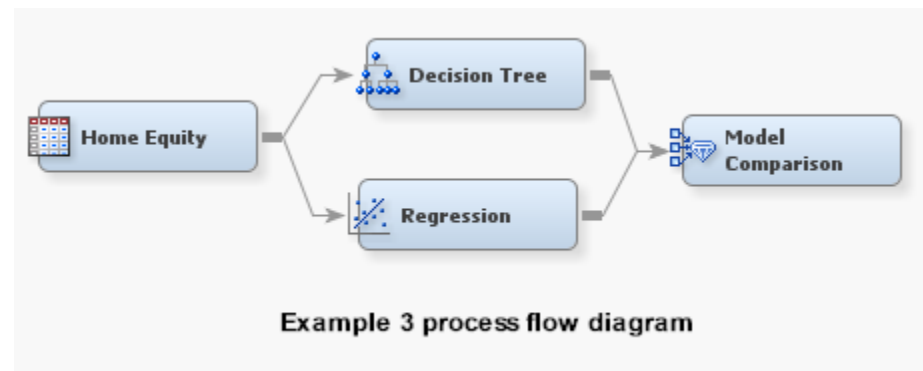 Home Equity
Decision Tree
Regression
Model
Comparison
Example 3 process flow diagram